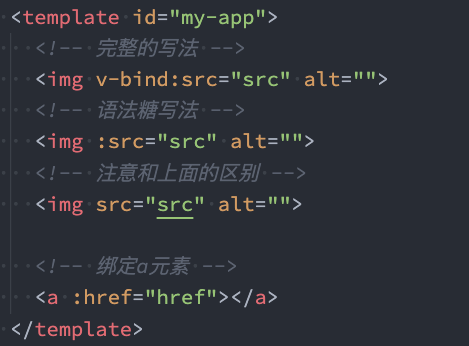 <template id="my-app">
<!-- 完整的写法 -->
<img v-bind:src="src" alt="">
<!-- 语法糖写法 -->
<img :src="src" alt="">
<!-- 注意和上面的区别 -->
<img src="src" alt="">
<!-- 绑定a元素 -->
<a :href="href"></a>
</template>